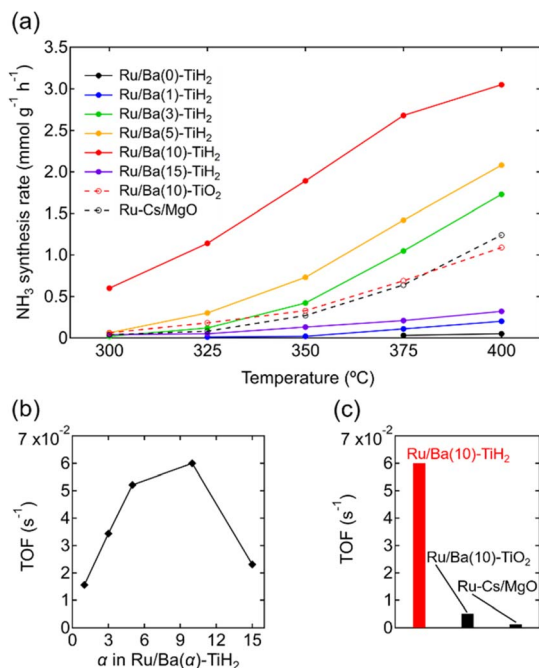 (a)
NH₃ synthesis rate (mmol g⁻¹ h⁻¹)
3.5
3.0
2.5
2.0
1.5
1.0
0.5
0
Ru/Ba(0)-TiH₂
Ru/Ba(1)-TiH₂
Ru/Ba(3)-TiH₂
Ru/Ba(5)-TiH₂
Ru/Ba(10)-TiH₂
Ru/Ba(15)-TiH₂
Ru/Ba(10)-TiO₂
Ru-Cs/MgO
300 325 350 375 400
Temperature (ºC)
(b)
TOF (s⁻¹)
7 x10⁻²
6
5
4
3
2
1
0
0 3 6 9 12 15
α in Ru/Ba(α)-TiH₂
(c)
TOF (s⁻¹)
7 x10⁻²
6
5
4
3
2
1
0
Ru/Ba(10)-TiH₂
Ru/Ba(10)-TiO₂
Ru-Cs/MgO